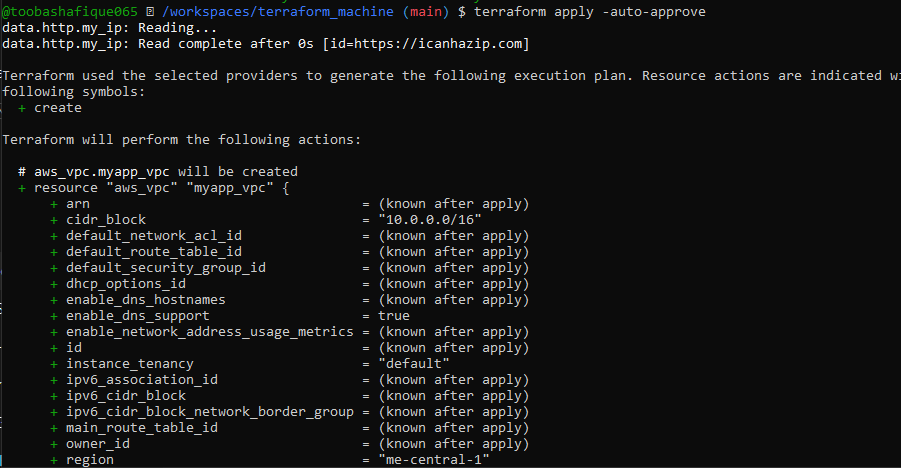 @toobashafique065 /workspaces/terraform_machine (main) $ terraform apply -auto-approve
data.http.my_ip: Reading...
data.http.my_ip: Read complete after 0s [id=https://icanhazip.com]
Terraform used the selected providers to generate the following execution plan. Resource actions are indicated wi
following symbols:
+ create
Terraform will perform the following actions:
# aws_vpc.myapp_vpc will be created
+ resource "aws_vpc" "myapp_vpc" {
+ arn = (known after apply)
+ cidr_block = "10.0.0.0/16"
+ default_network_acl_id = (known after apply)
+ default_route_table_id = (known after apply)
+ default_security_group_id = (known after apply)
+ dhcp_options_id = (known after apply)
+ enable_dns_hostnames = (known after apply)
+ enable_dns_support = true
+ enable_network_address_usage_metrics = (known after apply)
+ id = (known after apply)
+ instance_tenancy = "default"
+ ipv6_association_id = (known after apply)
+ ipv6_cidr_block = (known after apply)
+ ipv6_cidr_block_network_border_group = (known after apply)
+ main_route_table_id = (known after apply)
+ owner_id = (known after apply)
+ region = "me-central-1"